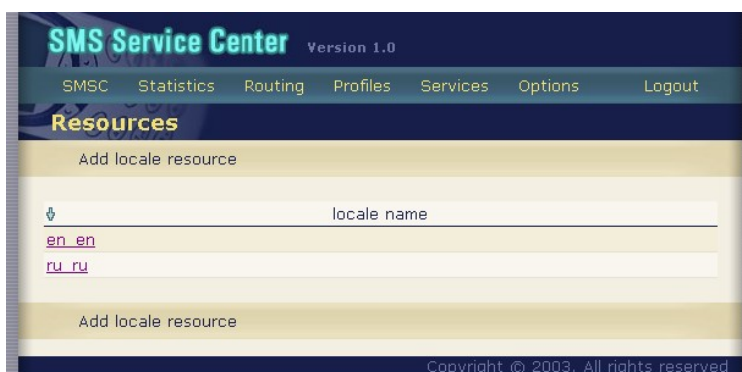 SMS Service Center Version 1.0
SMSC Statistics Routing Profiles Services Options Logout
Resources
Add locale resource
locale name
en_en
ru_ru
Add locale resource
Copyright © 2003. All rights reserved